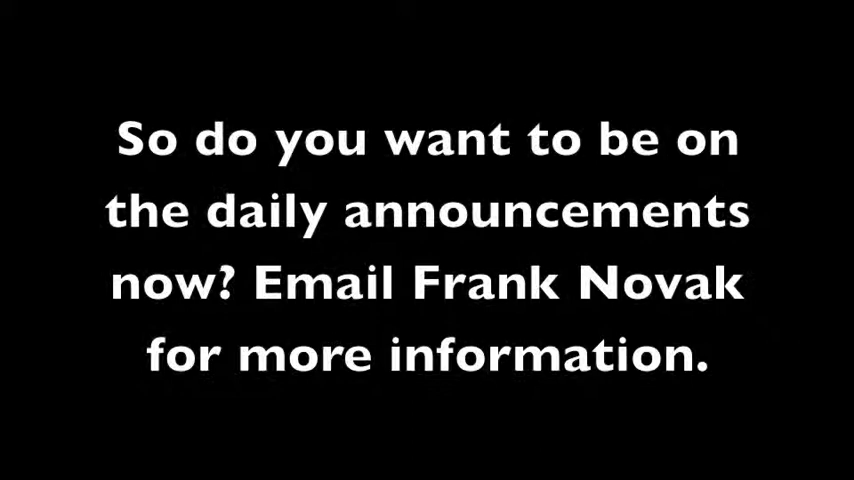 So do you want to be on
the daily announcements
now? Email Frank Novak
for more information.